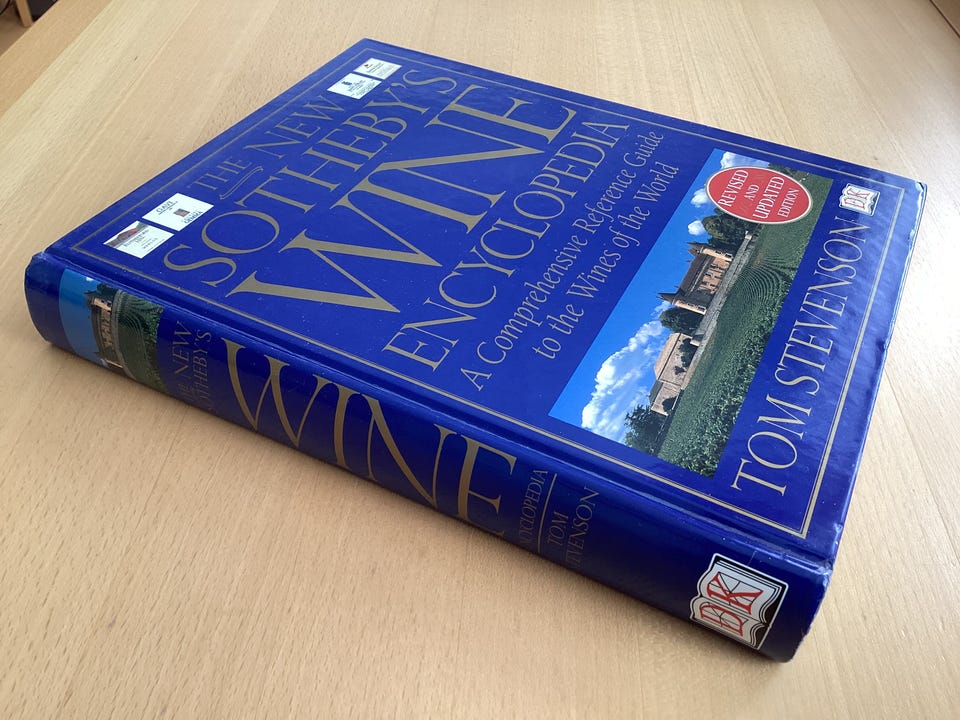 THE NEW
SOTHEBY'S
WINE
ENCYCLOPEDIA
A Comprehensive Reference Guide
to the Wines of the World
REVISED
AND
UPDATED
EDITION
TOM STEVENSON
DK
NEW
SOTHEBY'S
WINE
ENCYCLOPEDIA
TOM
STEVENSON
DK